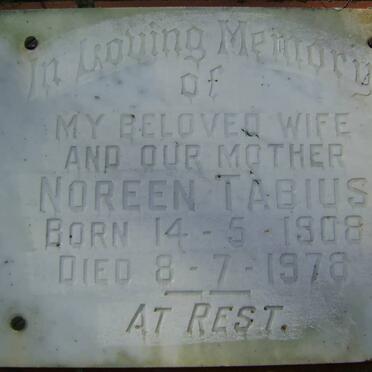 In Loving Memory
of
MY BELOVED WIFE
AND OUR MOTHER
NOREEN TABIUS
BORN 14-5-1908
DIED 8-7-1978
AT REST